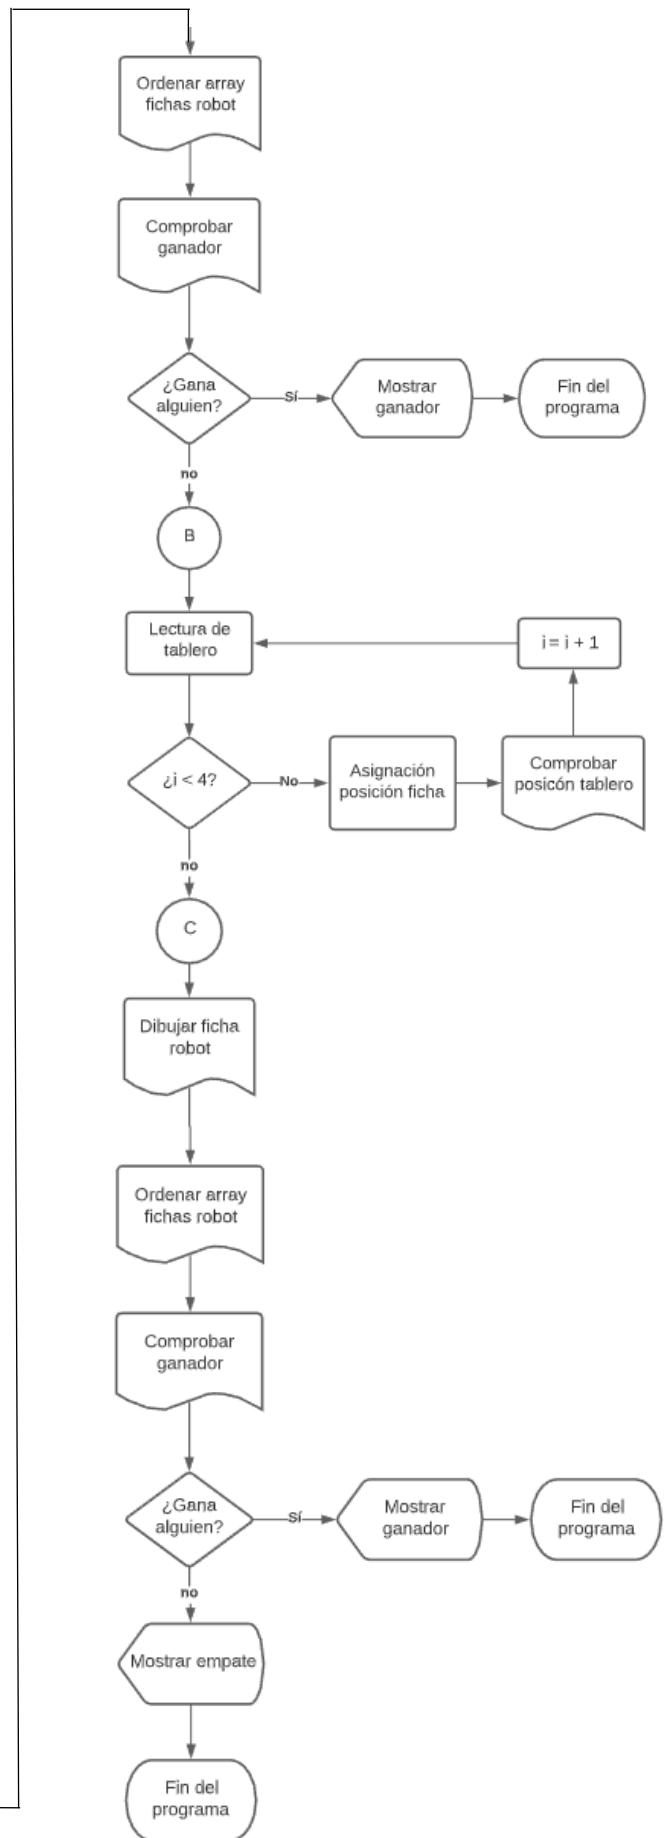 Ordenar array
fichas robot
Comprobar
ganador
¿Gana
alguien?
Sí
Mostrar
ganador
Fin del
programa
no
B
Lectura de
tablero
i = i + 1
¿i < 4?
No
Asignación
posición ficha
Comprobar
posicón tablero
no
C
Dibujar ficha
robot
Ordenar array
fichas robot
Comprobar
ganador
¿Gana
alguien?
Sí
Mostrar
ganador
Fin del
programa
no
Mostrar empate
Fin del
programa